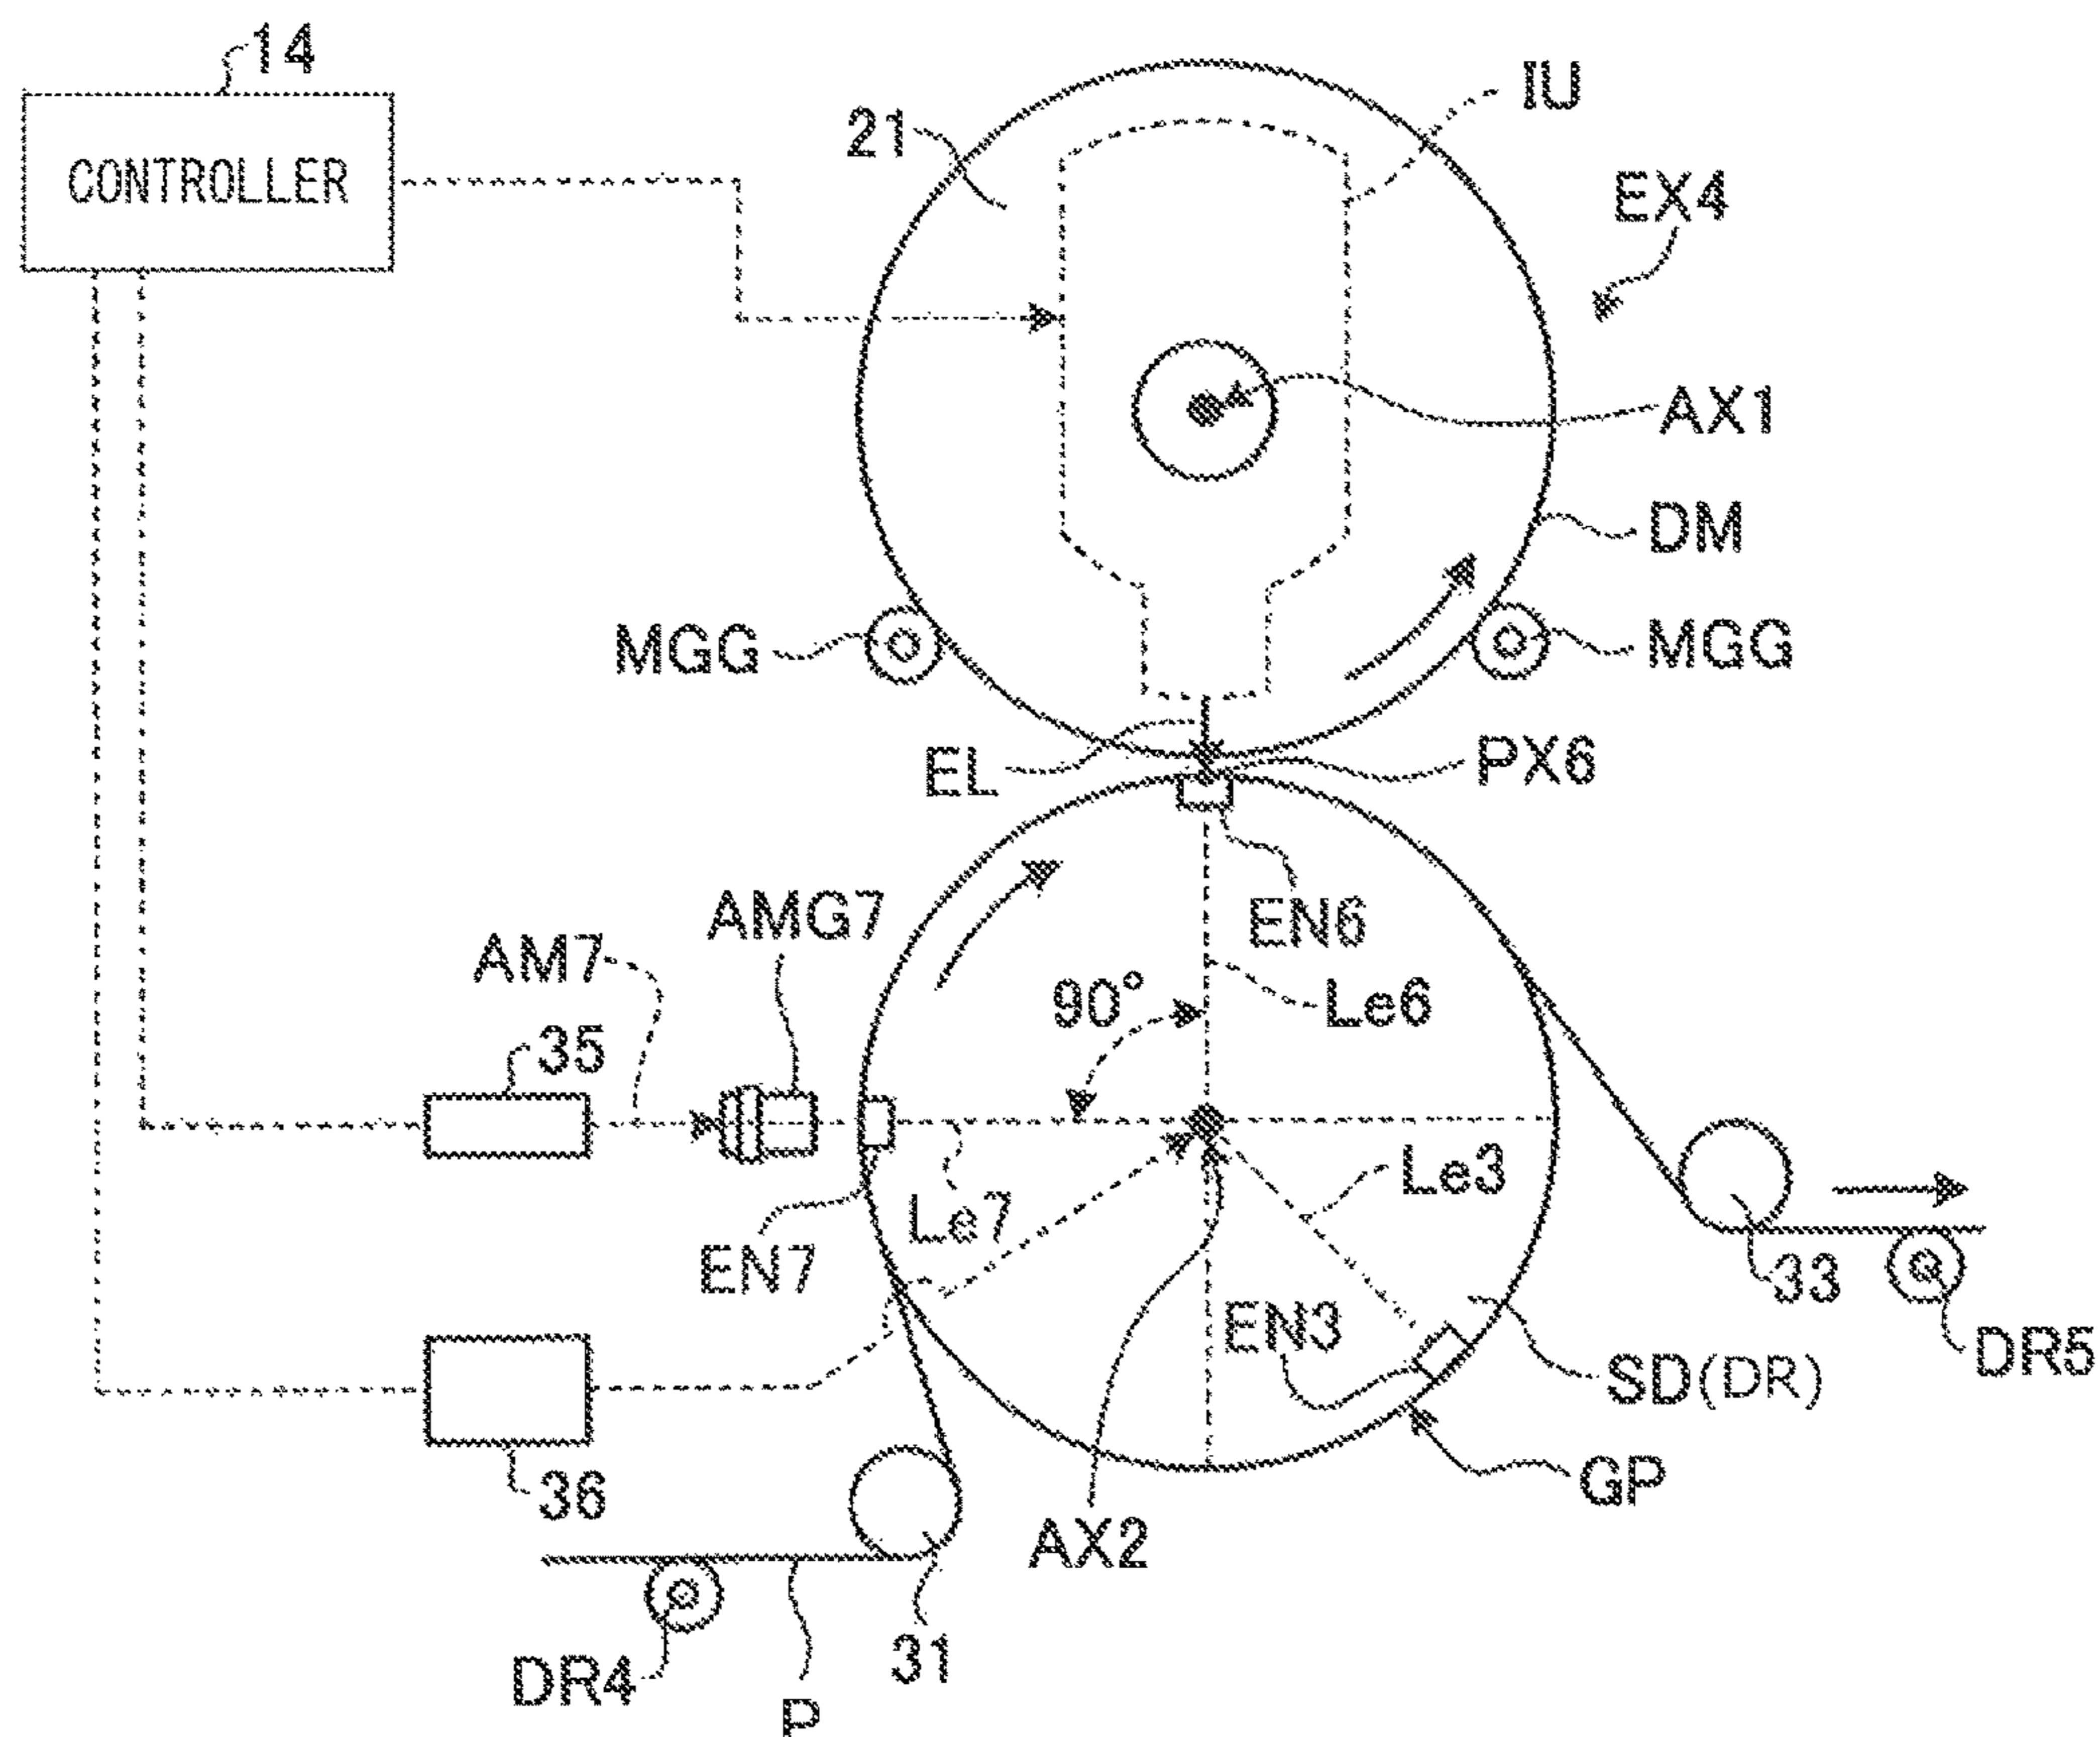 14
CONTROLLER
21
IU
EX4
AX1
DM
MGG
MGG
EL
PX6
AMG7
EN6
AM7
90°
Le6
35
Le3
Le7
EN7
33
EN3
DR5
SD(DR)
GP
36
AX2
31
DR4
P